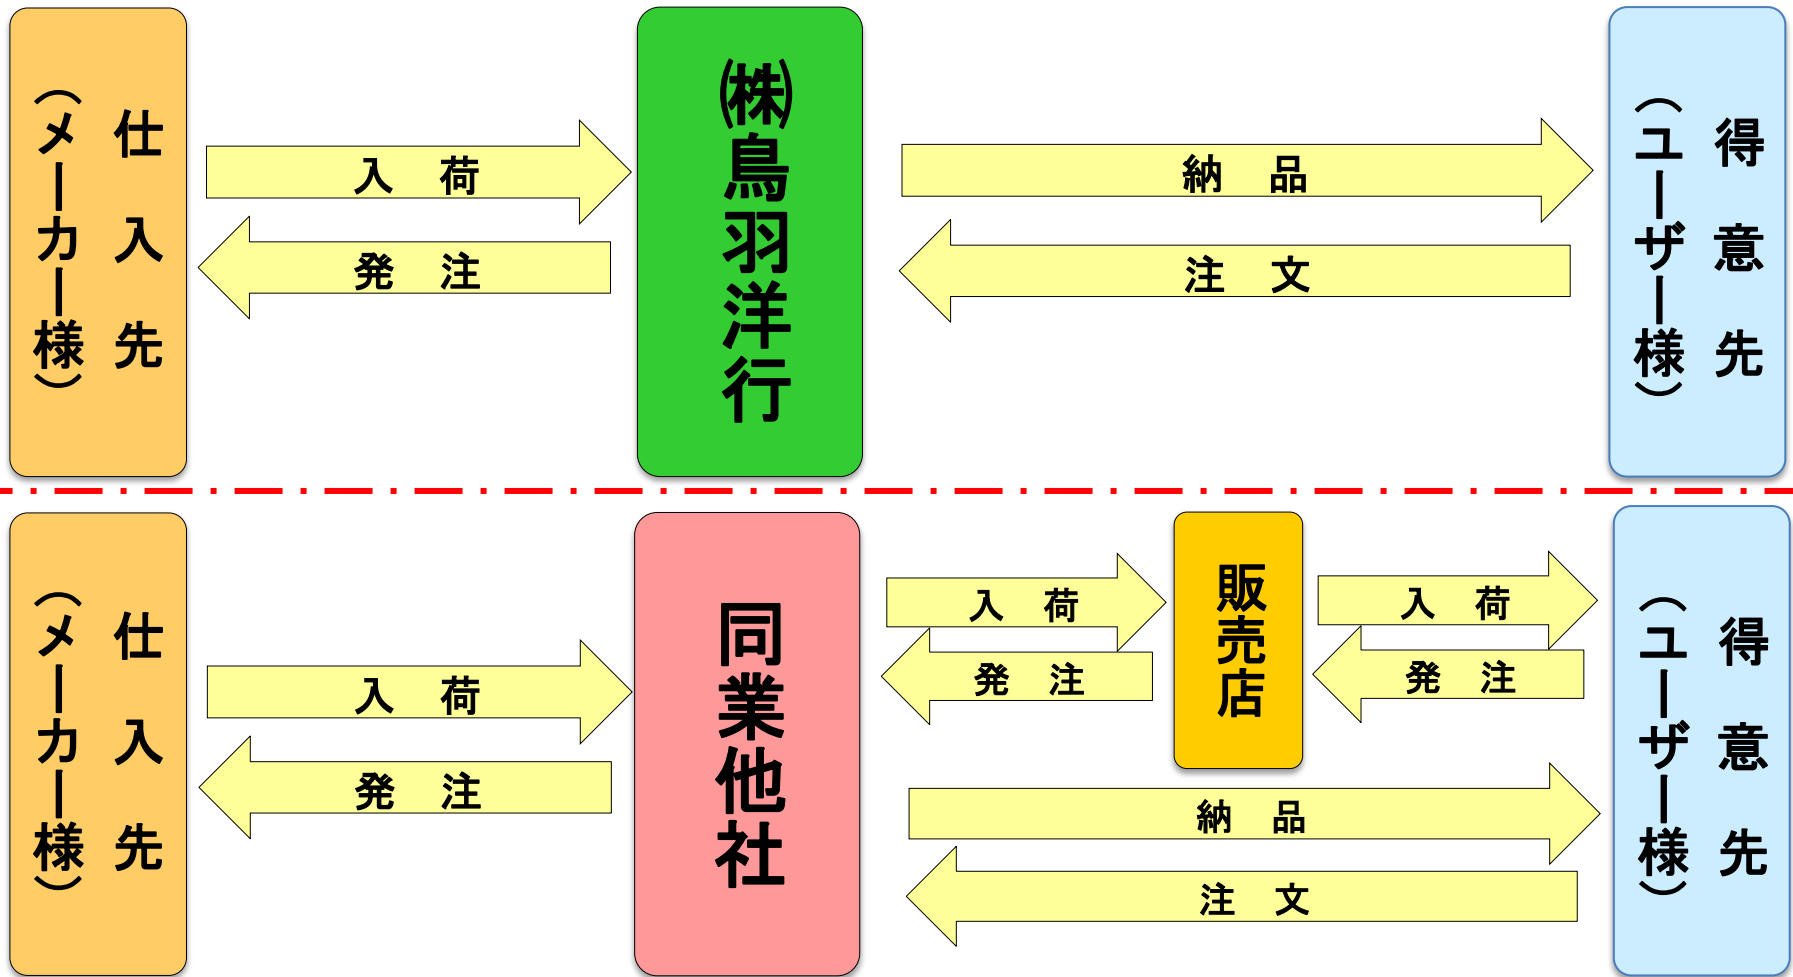 仕入先
（メーカー様）
入荷
発注
㈱鳥羽洋行
納品
注文
得意先
（ユーザー様）
仕入先
（メーカー様）
入荷
発注
同業他社
入荷
発注
販売店
入荷
発注
納品
注文
得意先
（ユーザー様）